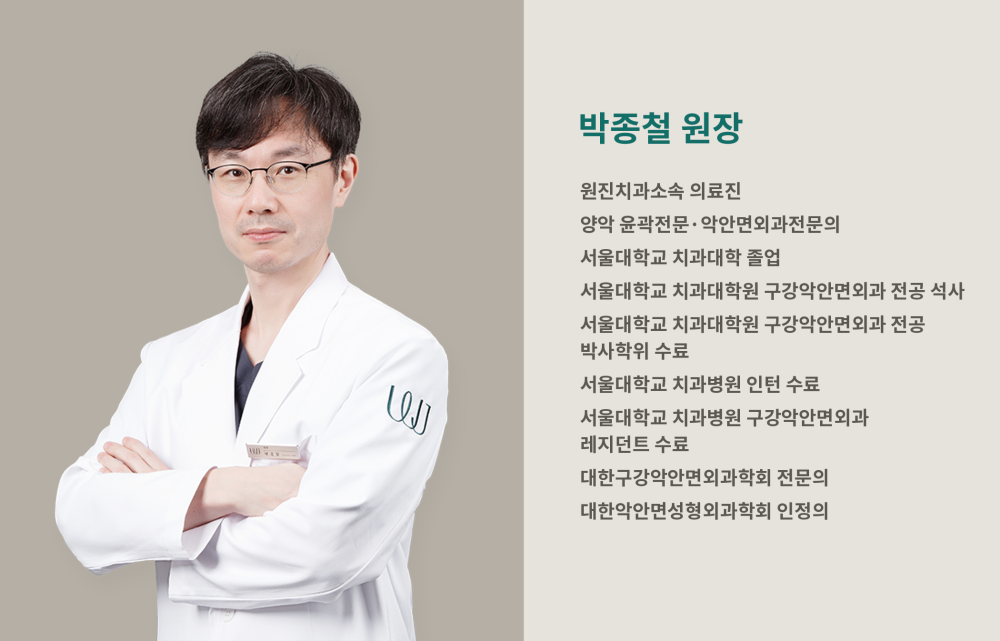 박종철 원장
원진치과소속 의료진
양악 윤곽전문·악안면외과전문의
서울대학교 치과대학 졸업
서울대학교 치과대학원 구강악안면외과 전공 석사
서울대학교 치과대학원 구강악안면외과 전공
박사학위 수료
서울대학교 치과병원 인턴 수료
서울대학교 치과병원 구강악안면외과
레지던트 수료
대한구강악안면외과학회 전문의
대한악안면성형외과학회 인정의